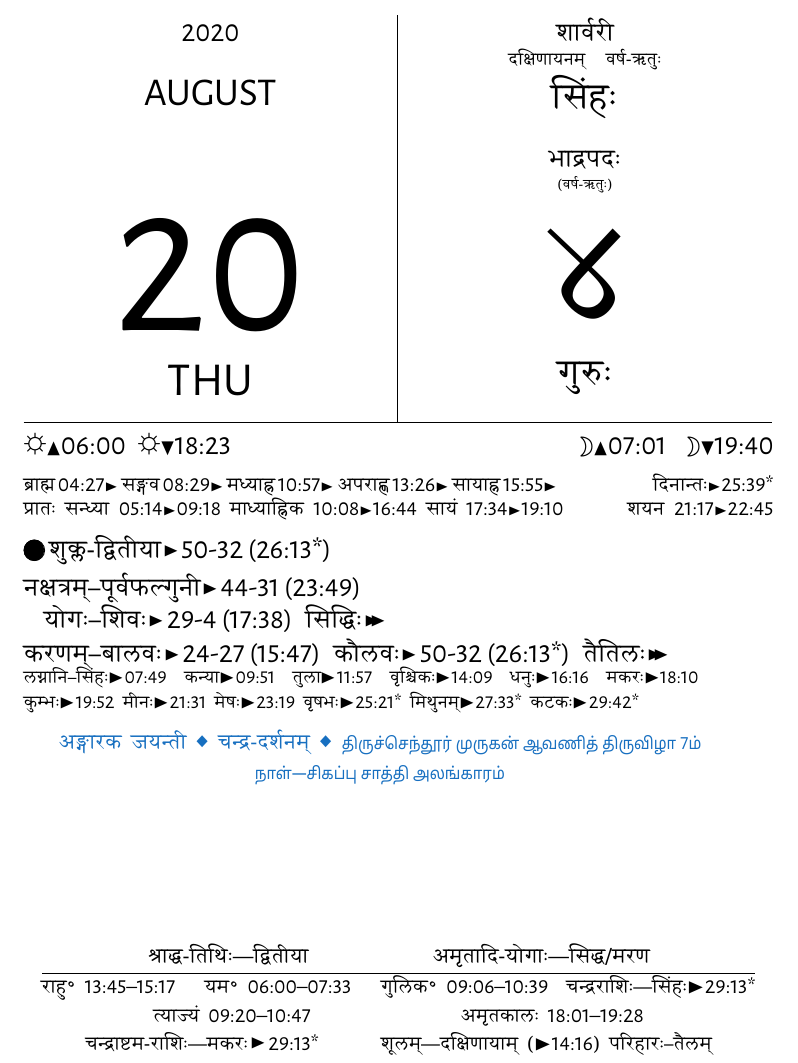 2020
AUGUST
20
THU
शार्वरी
दक्षिणायनम् वर्ष-ऋतुः
सिंहः
भाद्रपदः
(वर्ष-ऋतुः)
४
गुरुः
☼▲06:00 ☼▼18:23
☽▲07:01 ☽▼19:40
ब्राह्म 04:27► सङ्गव 08:29► मध्याह्न 10:57► अपराह्ण 13:26► सायाह्न 15:55► दिनान्तः►25:39*
प्रातः सन्ध्या 05:14►09:18 माध्याह्निक 10:08►16:44 सायं 17:34►19:10 शयन 21:17►22:45
●शुक्ल-द्वितीया►50-32 (26:13*)
नक्षत्रम्–पूर्वफल्गुनी►44-31 (23:49)
योगः–शिवः►29-4 (17:38) सिद्धिः►►
करणम्–बालवः►24-27 (15:47) कौलवः►50-32 (26:13*) तैतिलः►►
लग्नानि–सिंहः►07:49 कन्या►09:51 तुला►11:57 वृश्चिकः►14:09 धनुः►16:16 मकरः►18:10
कुम्भः►19:52 मीनः►21:31 मेषः►23:19 वृषभः►25:21* मिथुनम्►27:33* कटकः►29:42*
अङ्गारक जयन्ती ◆ चन्द्र-दर्शनम् ◆ திருச்செந்தூர் முருகன் ஆவணித் திருவிழா 7ம்
நாள்—சிகப்பு சாத்தி அலங்காரம்
श्राद्ध-तिथिः—द्वितीया अमृतादि-योगाः—सिद्ध/मरण
राहु॰ 13:45–15:17 यम॰ 06:00–07:33 गुलिक॰ 09:06–10:39 चन्द्रराशिः—सिंहः►29:13*
त्याज्यं 09:20–10:47 अमृतकालः 18:01–19:28
चन्द्राष्टम-राशिः—मकरः►29:13* शूलम्—दक्षिणायाम् (►14:16) परिहारः–तैलम्